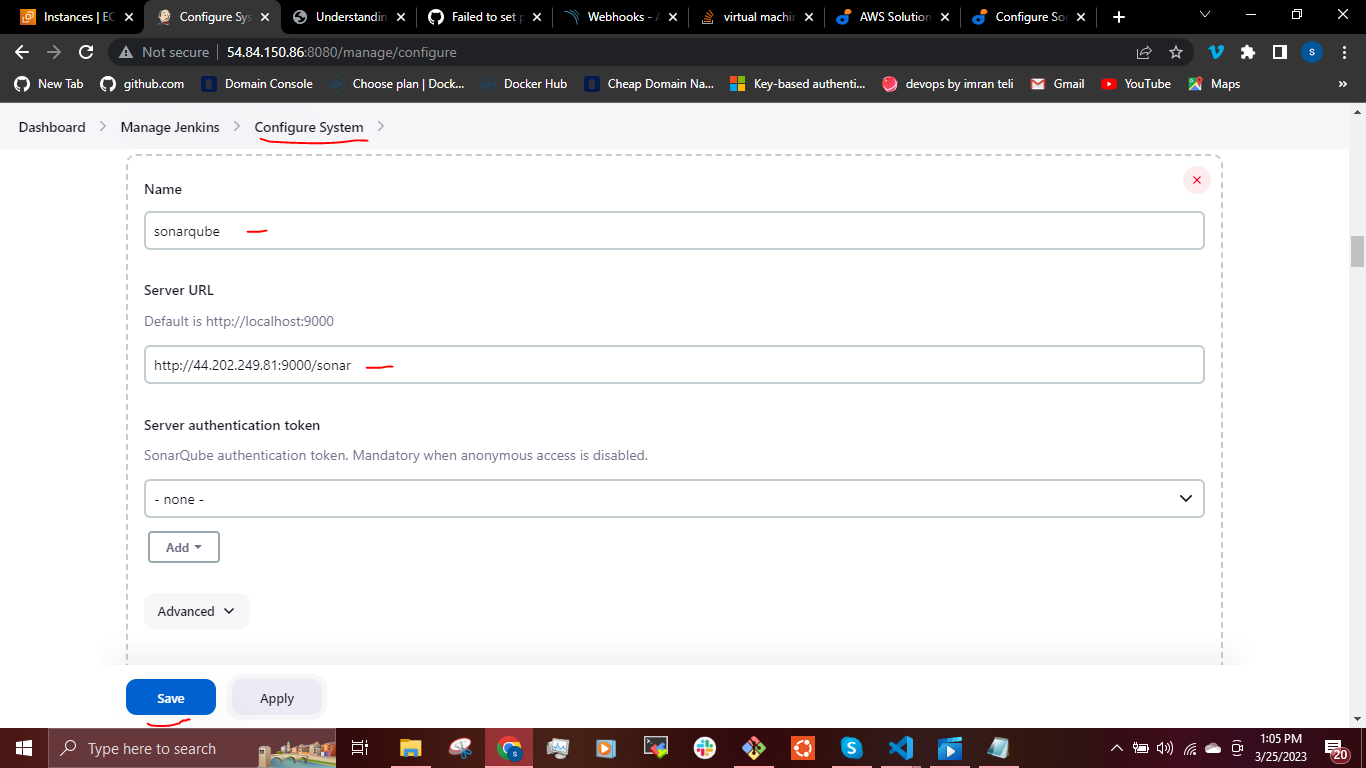 Instances | EC
Configure Sys
Understandin
Failed to set p
Webhooks - A
virtual machin
AWS Solution
Configure Son
Not secure
54.84.150.86:8080/manage/configure
S
New Tab
github.com
Domain Console
Choose plan | Dock...
Docker Hub
Cheap Domain Na...
Key-based authenti...
devops by imran teli
Gmail
YouTube
Maps
»
Dashboard
Manage Jenkins
Configure System
Name
sonarqube
Server URL
Default is http://localhost:9000
http://44.202.249.81:9000/sonar
Server authentication token
SonarQube authentication token. Mandatory when anonymous access is disabled.
- none -
Add
Advanced
Save
Apply
Type here to search
1:05 PM
3/25/2023
20